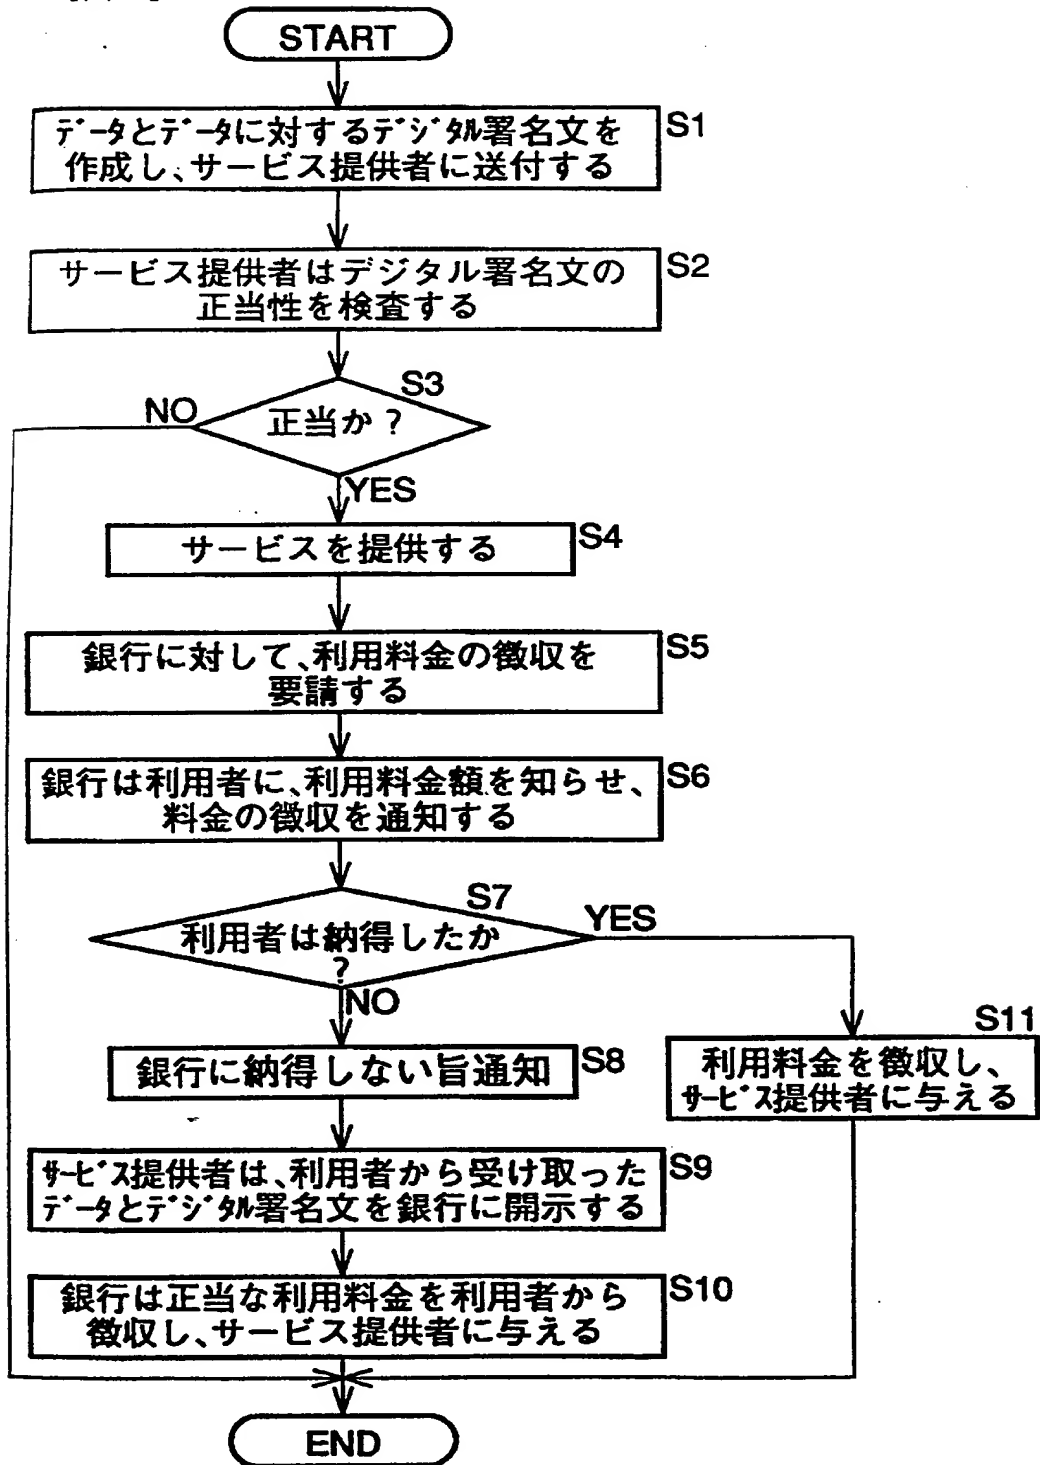 START
データとデータに対するデジタル署名文を
作成し、サービス提供者に送付する
S1
サービス提供者はデジタル署名文の
正当性を検査する
S2
S3
正当か?
NO
YES
サービスを提供する
S4
銀行に対して、利用料金の徴収を
要請する
S5
銀行は利用者に、利用料金額を知らせ、
料金の徴収を通知する
S6
S7
利用者は納得したか
?
YES
NO
銀行に納得しない旨通知
S8
S11
利用料金を徴収し、
サービス提供者に与える
サービス提供者は、利用者から受け取った
データとデジタル署名文を銀行に開示する
S9
銀行は正当な利用料金を利用者から
徴収し、サービス提供者に与える
S10
END